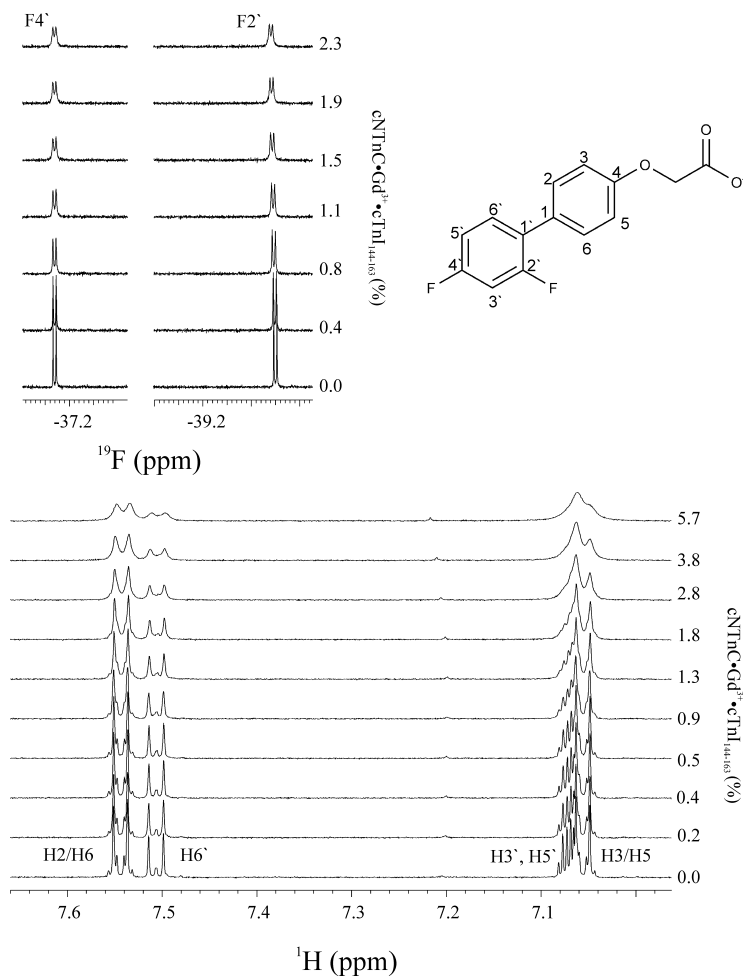 F4` F2`
2.3
1.9
1.5
1.1
0.8
0.4
0.0
cNTnC•Gd³⁺•cTnI₁₄₄₋₁₆₃(%)
-37.2 -39.2
¹⁹F (ppm)
O
3
2 4 O O⁻
6` 1 5
5` 1` 6
4` 2`
F 3` F
5.7
3.8
2.8
1.8
1.3
0.9
0.5
0.4
0.2
0.0
cNTnC•Gd³⁺•cTnI₁₄₄₋₁₆₃(%)
H2/H6 H6` H3`, H5` H3/H5
7.6 7.5 7.4 7.3 7.2 7.1
¹H (ppm)